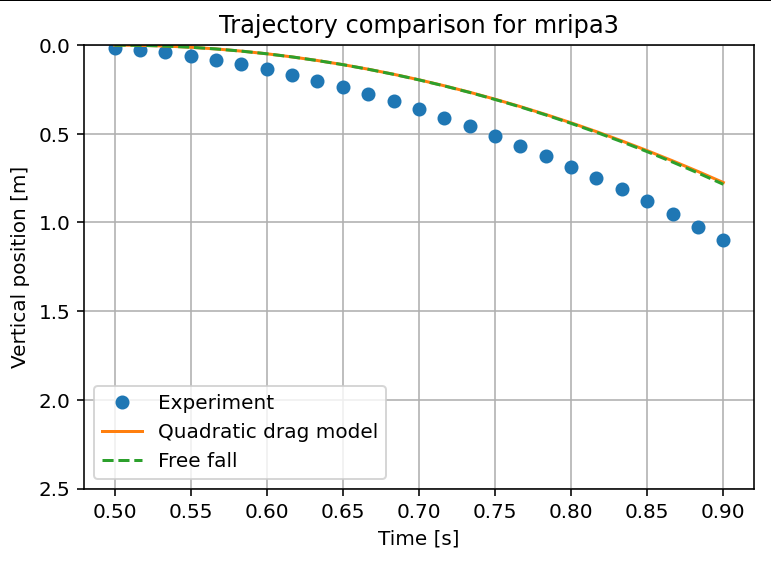 Trajectory comparison for mripa3
0.0
0.5
1.0
1.5
2.0
2.5
Vertical position [m]
Experiment
Quadratic drag model
Free fall
0.50 0.55 0.60 0.65 0.70 0.75 0.80 0.85 0.90
Time [s]